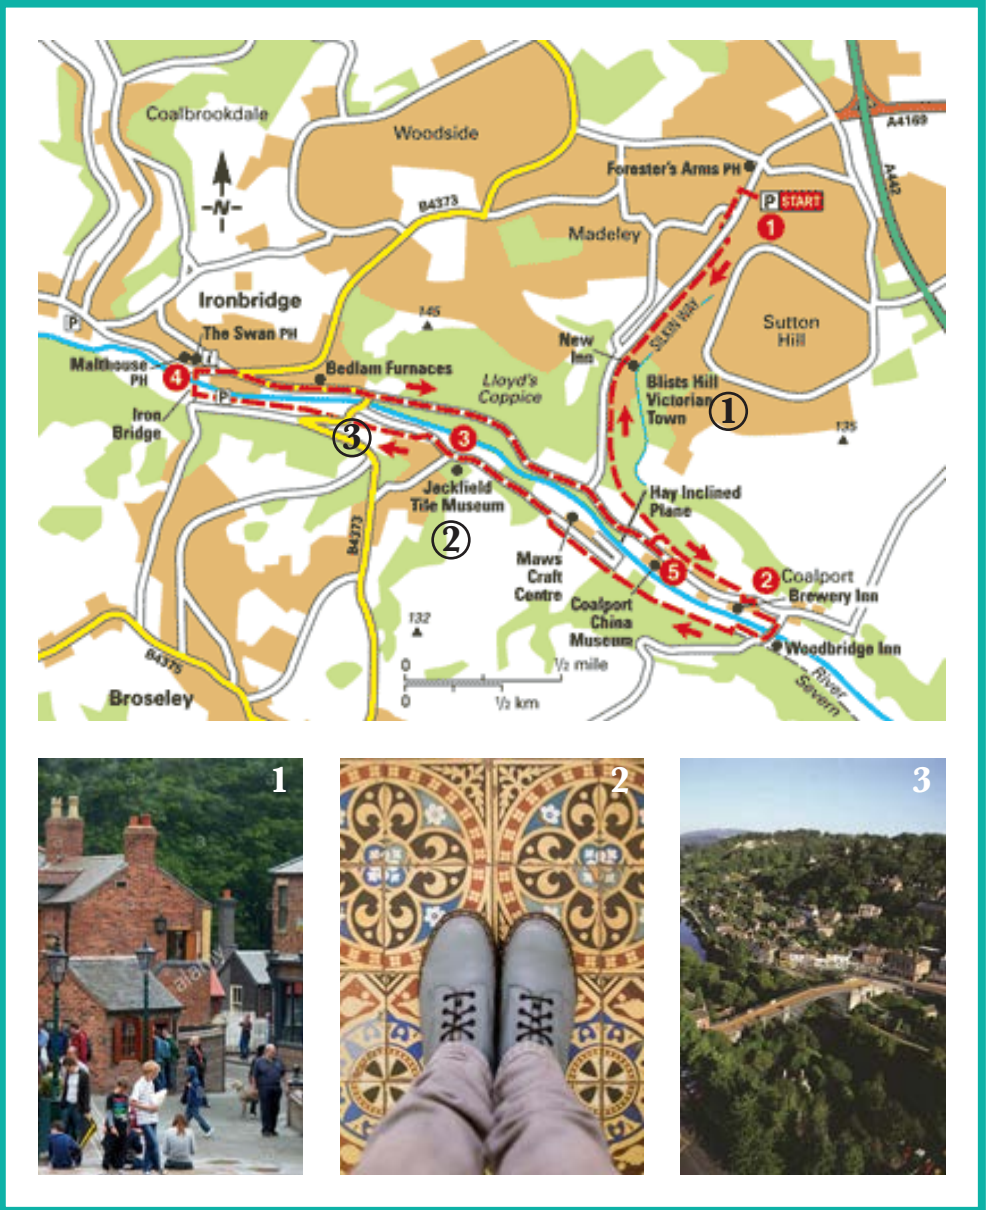 Coalbrookdale
Woodside
A4169
A442
Forester's Arms PH
P START
1
B4373
Madeley
N
Ironbridge
145
SILKIN WAY
Sutton
Hill
P
The Swan PH
New
Inn
Malthouse
PH
4
i
Bedlam Furnaces
Lloyd's
Coppice
Blists Hill
Victorian
Town
1
P
Iron
Bridge
3
3
135
Jackfield
Tile Museum
Hay Inclined
Plane
2
B4373
Maws
Craft
Centre
5
2
Coalport
Brewery Inn
Coalport
China
Museum
132
Woodbridge Inn
0
1/2 mile
0
1/2 km
River
Severn
B4375
Broseley
1
2
3
alamy